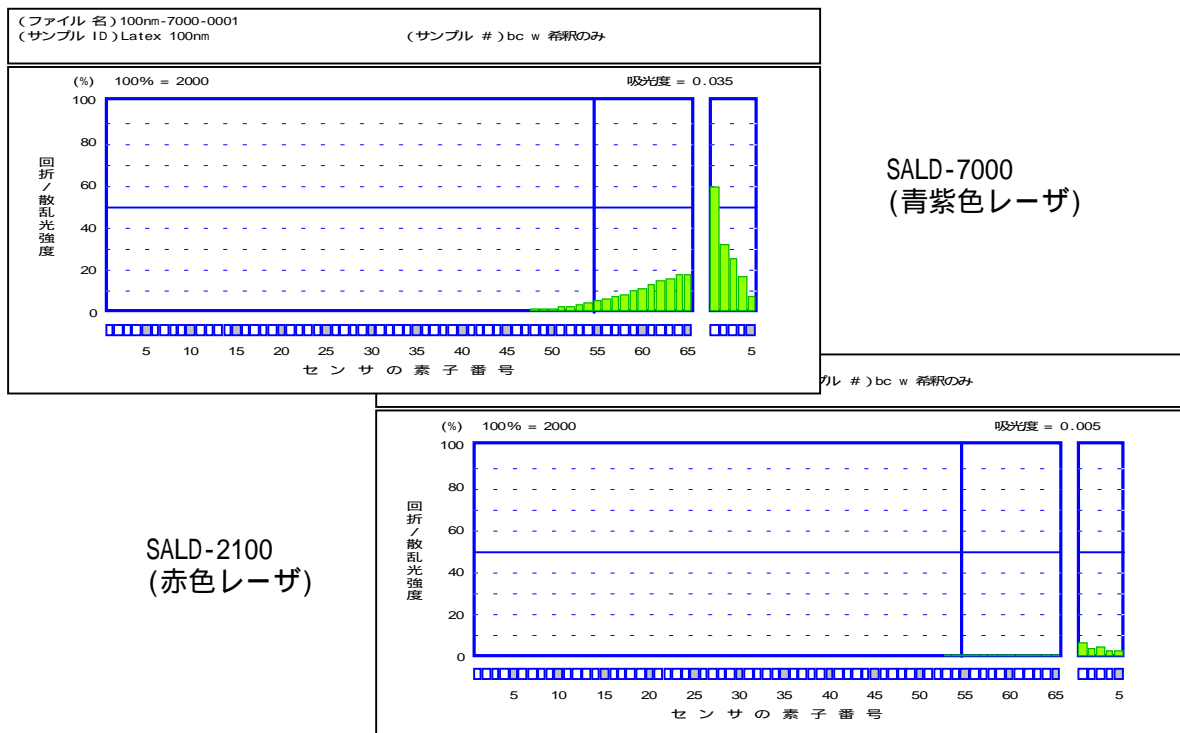 (ファイル 名)100nm-7000-0001
(サンプル ID)Latex 100nm (サンプル #)bc w 希釈のみ
(%) 100% = 2000 吸光度 = 0.035
100
80
60
40
20
0
回折/散乱光強度
5 10 15 20 25 30 35 40 45 50 55 60 65 5
センサの素子番号
SALD-7000
(青紫色レーザ)
プル #)bc w 希釈のみ
(%) 100% = 2000 吸光度 = 0.005
100
80
60
40
20
0
回折/散乱光強度
5 10 15 20 25 30 35 40 45 50 55 60 65 5
センサの素子番号
SALD-2100
(赤色レーザ)